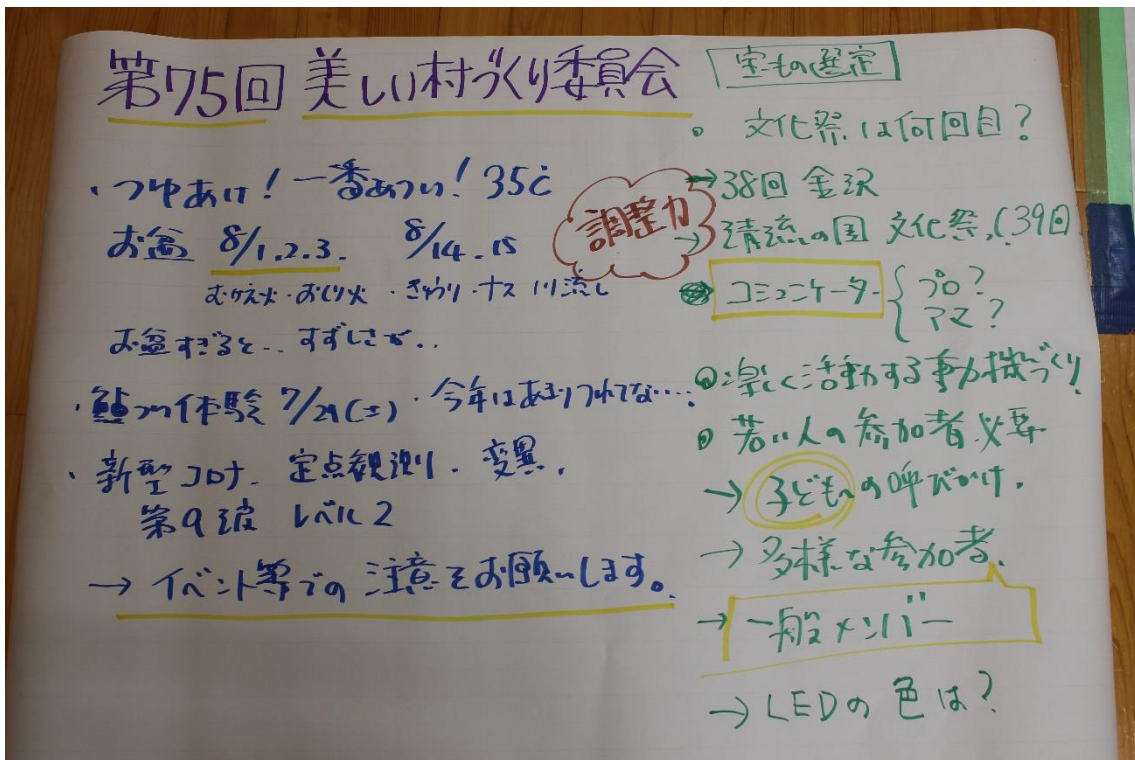 第75回 美しい村づくり委員会
・つゆあけ! 一番あつい! 35℃
お盆 8/1.2.3. 8/14.15
むかえ火・おくり火・きゅうり・ナス 川流し
お盆すぎると.. すずしさが..
・鮎つり体験 7/29(土)・今年はあまりつれてな…。
・新型コロナ. 定点観測. 変異.
第9波 レベル2
→ イベント等での注意をお願いします。
調整力
宝もの選定
・ 文化祭は何回目?
→38回 金沢
→清流の国 文化祭.(39回)
コミュニケーター { プロ?
アマ?
楽しく活動する動機づくり
若い人の参加者必要
→ 子どもへの呼びかけ.
→ 多様な参加者.
→ 一般メンバー
→ LEDの色は?